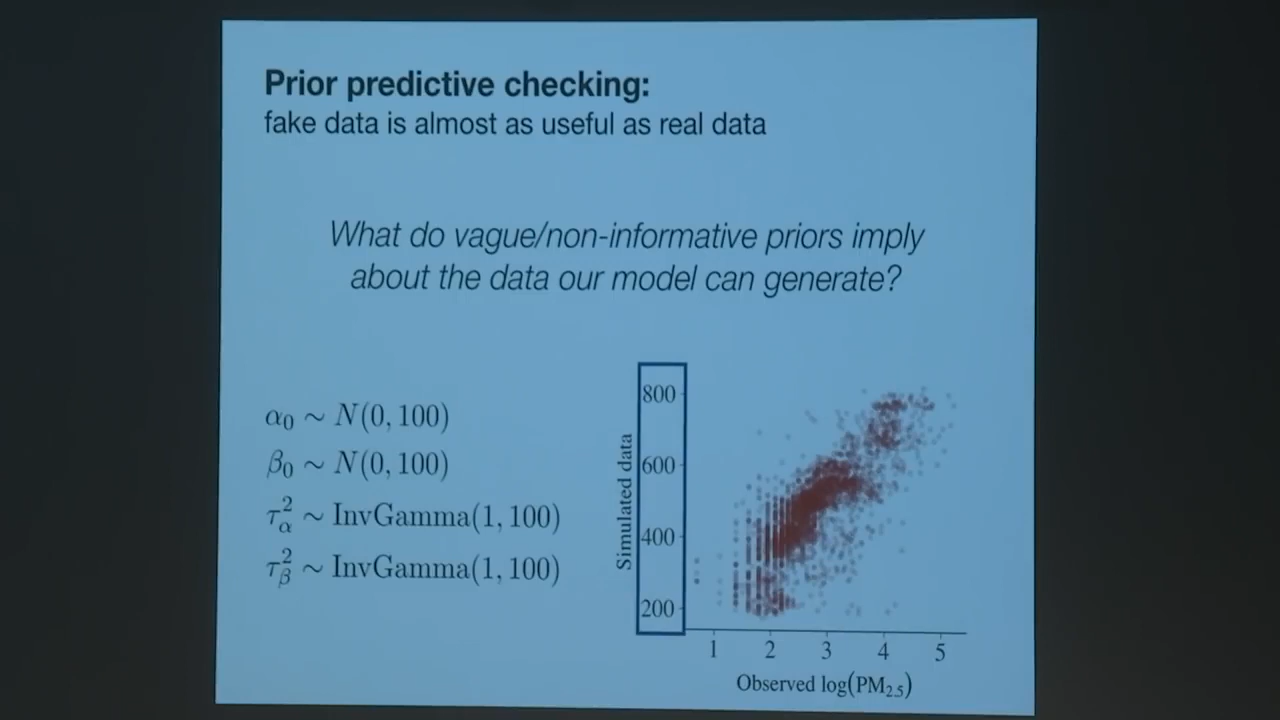 Prior predictive checking:
fake data is almost as useful as real data
What do vague/non-informative priors imply
about the data our model can generate?
α₀ ~ N(0, 100)
β₀ ~ N(0, 100)
τ²_α ~ InvGamma(1, 100)
τ²_β ~ InvGamma(1, 100)
Simulated data
800
600
400
200
1 2 3 4 5
Observed log(PM₂.₅)